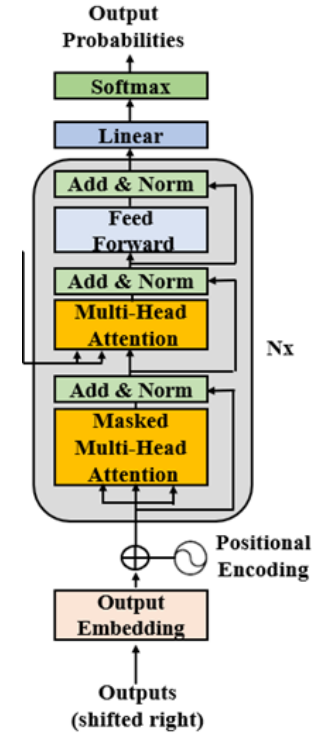 Output
Probabilities
Softmax
Linear
Add & Norm
Feed
Forward
Add & Norm
Multi-Head
Attention
Nx
Add & Norm
Masked
Multi-Head
Attention
Positional
Encoding
Output
Embedding
Outputs
(shifted right)